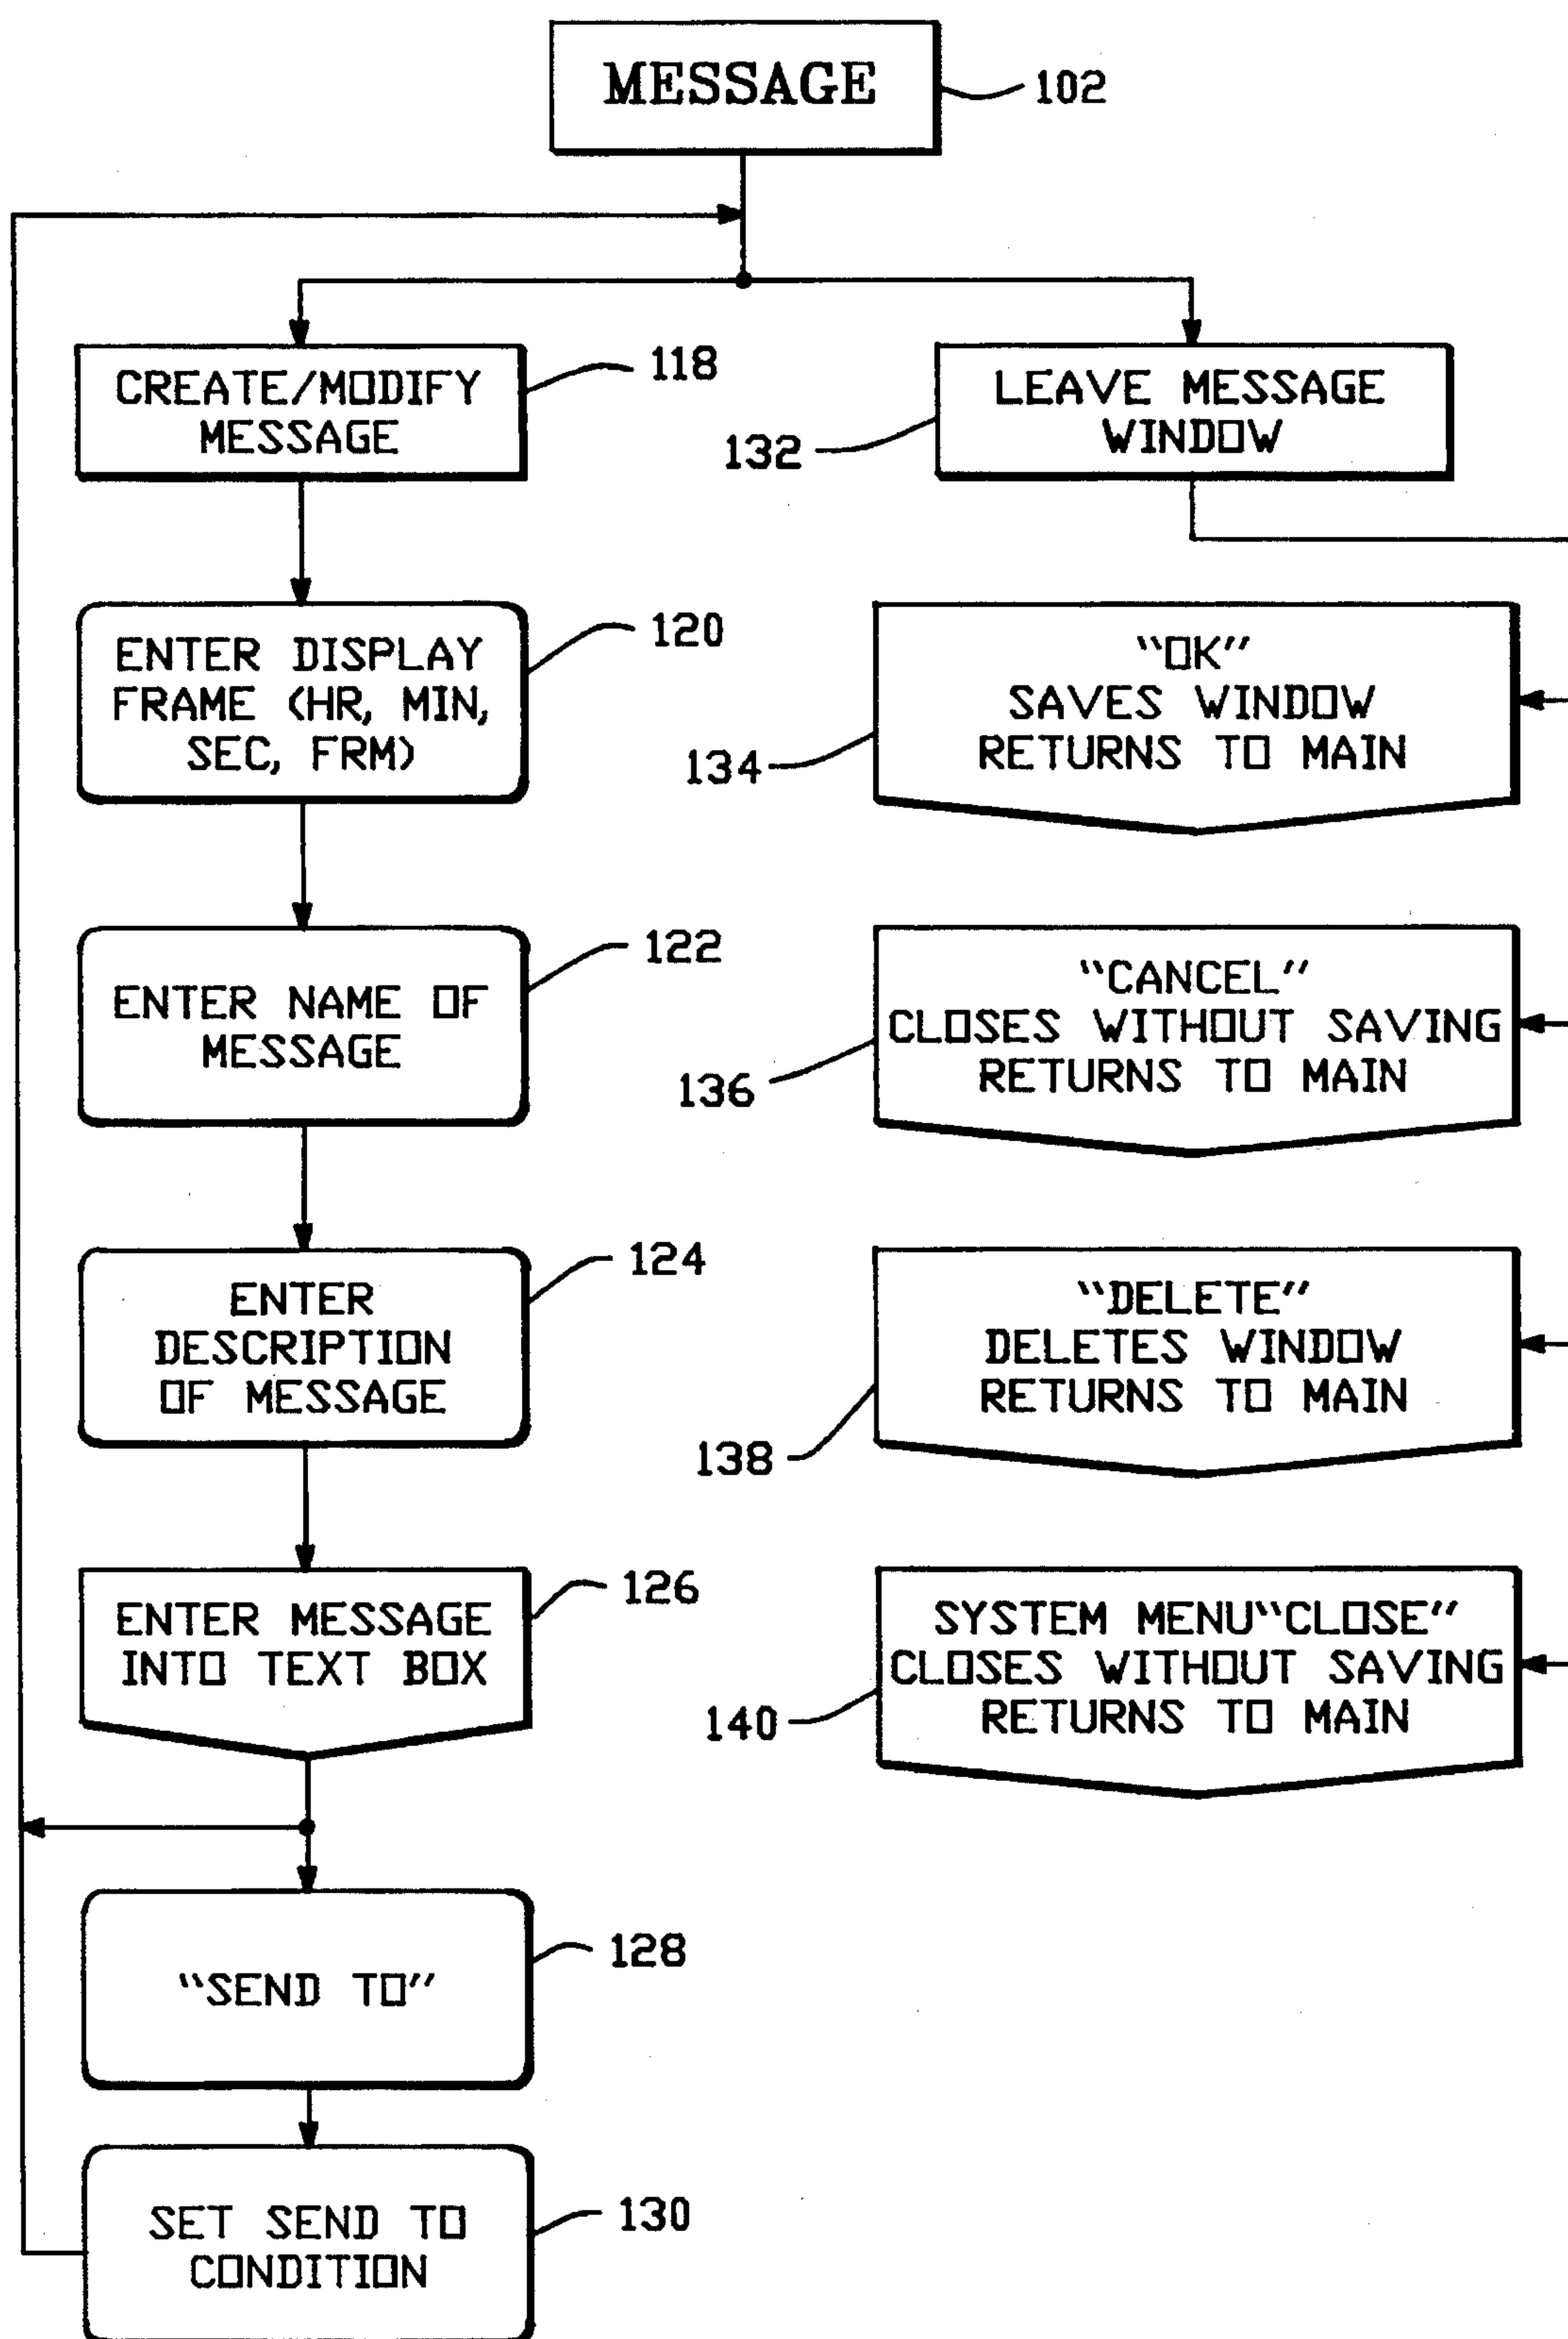 MESSAGE
102
CREATE/MODIFY
MESSAGE
118
LEAVE MESSAGE
WINDOW
132
ENTER DISPLAY
FRAME (HR, MIN,
SEC, FRM)
120
"OK"
SAVES WINDOW
RETURNS TO MAIN
134
ENTER NAME OF
MESSAGE
122
"CANCEL"
CLOSES WITHOUT SAVING
RETURNS TO MAIN
136
ENTER
DESCRIPTION
OF MESSAGE
124
"DELETE"
DELETES WINDOW
RETURNS TO MAIN
138
ENTER MESSAGE
INTO TEXT BOX
126
SYSTEM MENU"CLOSE"
CLOSES WITHOUT SAVING
RETURNS TO MAIN
140
"SEND TO"
128
SET SEND TO
CONDITION
130